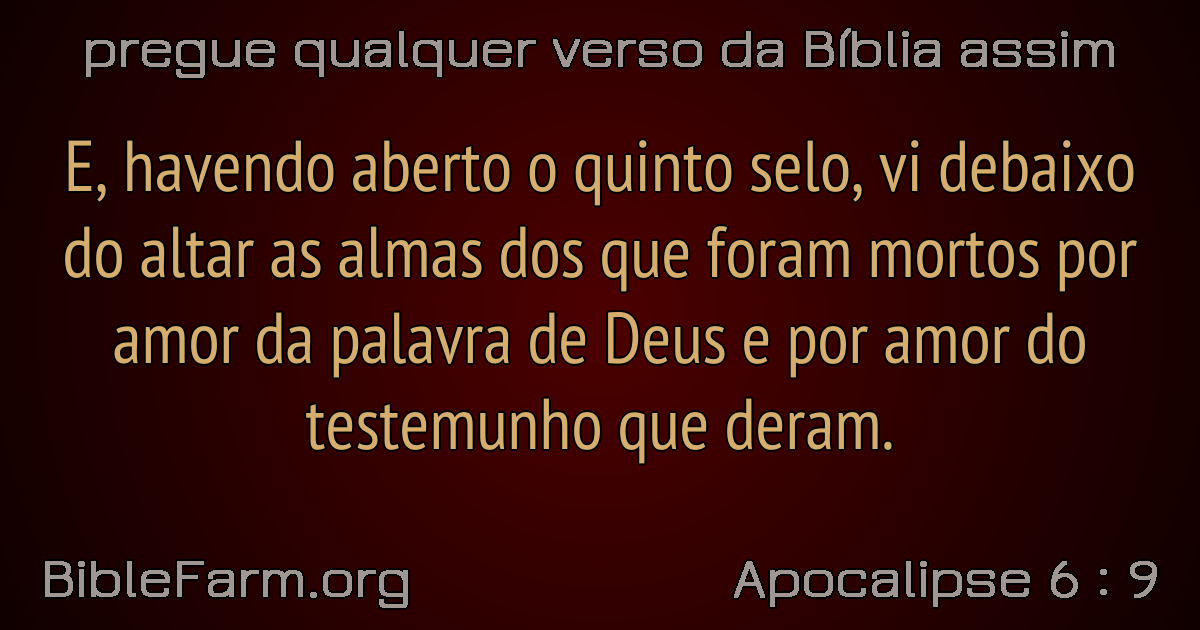 pregue qualquer verso da Bíblia assim
E, havendo aberto o quinto selo, vi debaixo
do altar as almas dos que foram mortos por
amor da palavra de Deus e por amor do
testemunho que deram.
BibleFarm.org
Apocalipse 6 : 9